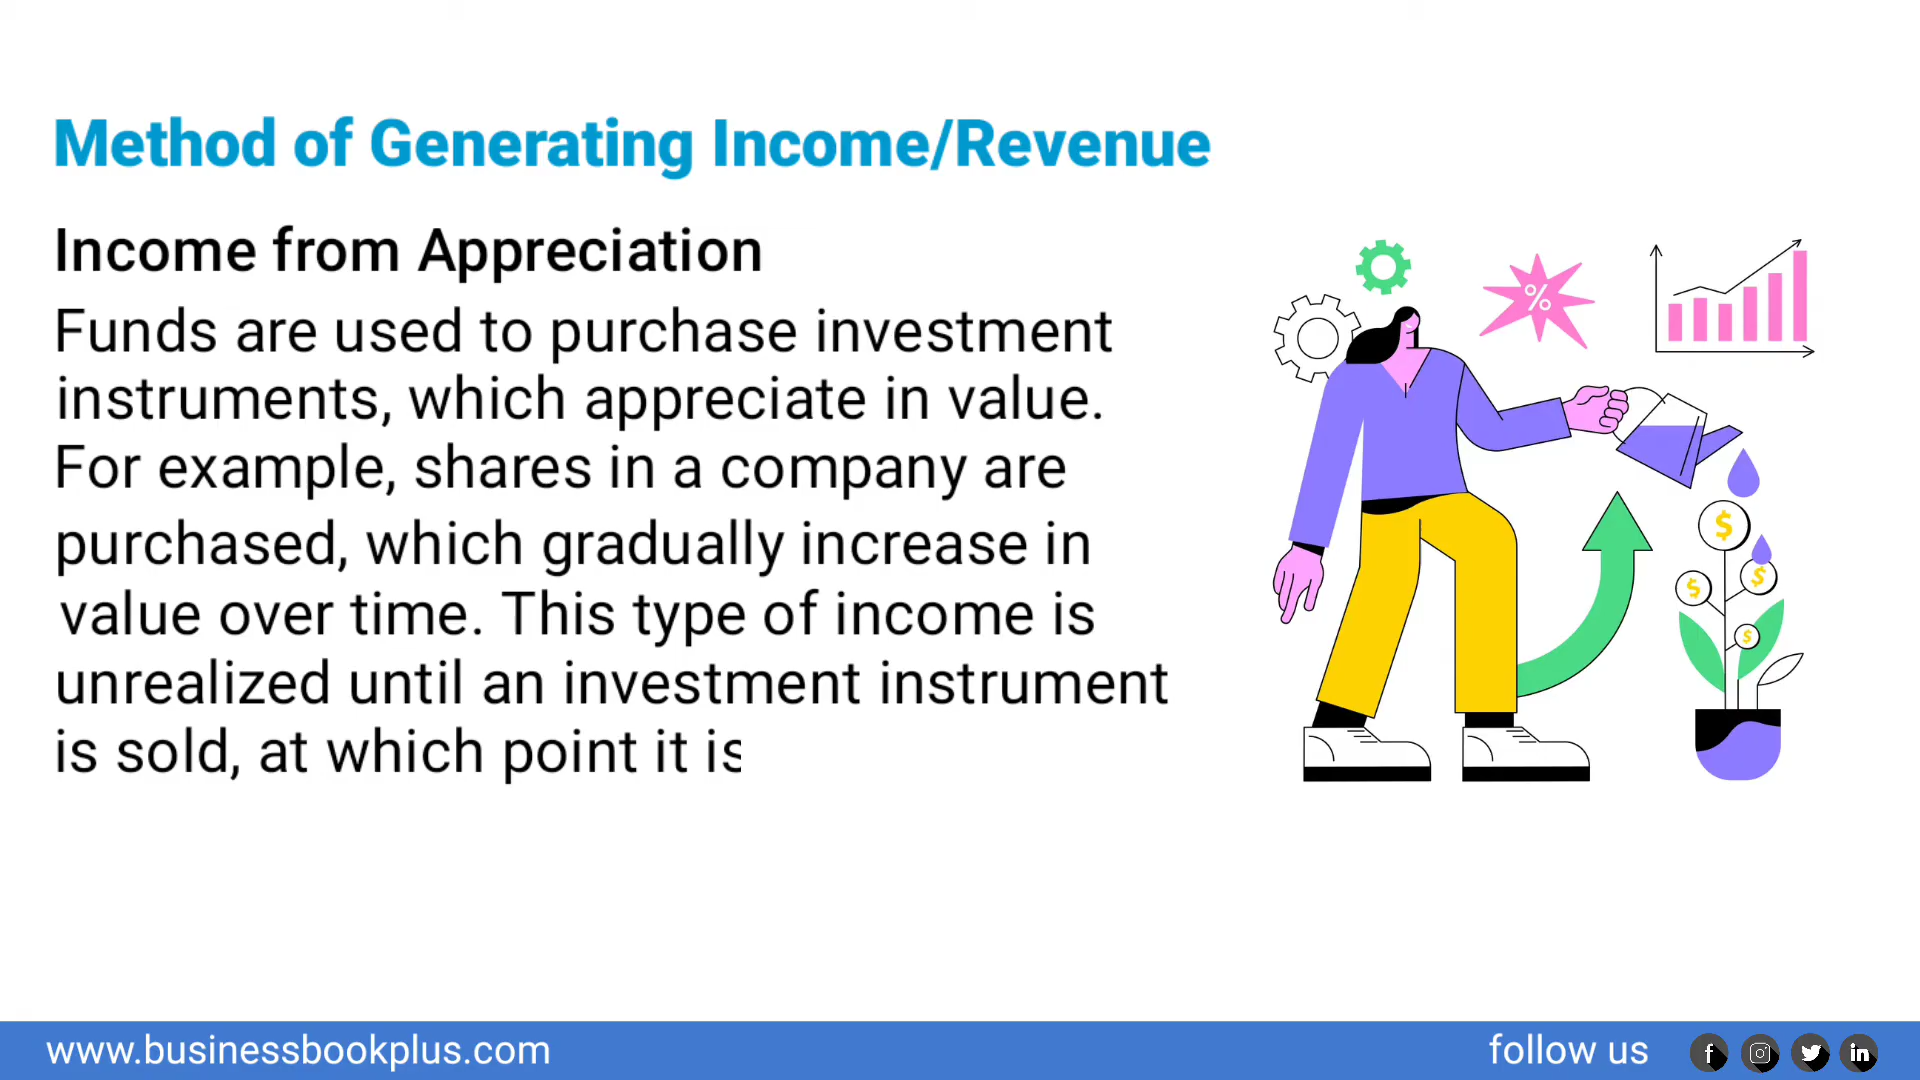 Method of Generating Income/Revenue
Income from Appreciation
Funds are used to purchase investment
instruments, which appreciate in value.
For example, shares in a company are
purchased, which gradually increase in
value over time. This type of income is
unrealized until an investment instrument
is sold, at which point it is
%
$
$
$
$
www.businessbookplus.com
follow us